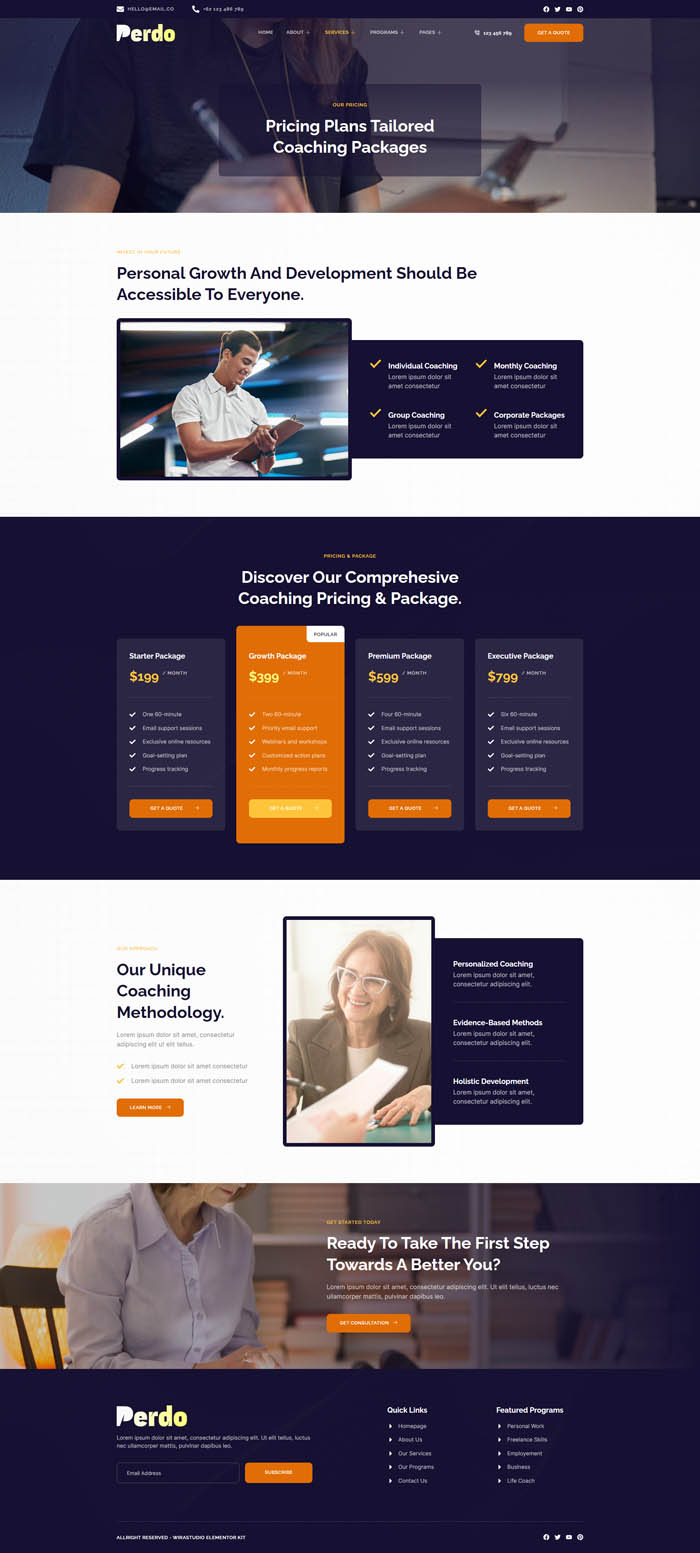 HELLO@EMAIL.CO
+62 123 486 789
Perdo
HOME
ABOUT +
SERVICES +
PROGRAMS +
PAGES +
123 456 789
GET A QUOTE
OUR PRICING
Pricing Plans Tailored
Coaching Packages
INVEST IN YOUR FUTURE
Personal Growth And Development Should Be
Accessible To Everyone.
Individual Coaching
Lorem ipsum dolor sit
amet consectetur
Monthly Coaching
Lorem ipsum dolor sit
amet consectetur
Group Coaching
Lorem ipsum dolor sit
amet consectetur
Corporate Packages
Lorem ipsum dolor sit
amet consectetur
PRICING & PACKAGE
Discover Our Comprehesive
Coaching Pricing & Package.
Starter Package
$199 / MONTH
One 60-minute
Email support sessions
Exclusive online resources
Goal-setting plan
Progress tracking
GET A QUOTE
POPULAR
Growth Package
$399 / MONTH
Two 60-minute
Priority email support
Webinars and workshops
Customized action plans
Monthly progress reports
GET A QUOTE
Premium Package
$599 / MONTH
Four 60-minute
Email support sessions
Exclusive online resources
Goal-setting plan
Progress tracking
GET A QUOTE
Executive Package
$799 / MONTH
Six 60-minute
Email support sessions
Exclusive online resources
Goal-setting plan
Progress tracking
GET A QUOTE
OUR APPROACH
Our Unique
Coaching
Methodology.
Lorem ipsum dolor sit amet, consectetur
adipiscing elit ut elit tellus.
Lorem ipsum dolor sit amet consectetur
Lorem ipsum dolor sit amet consectetur
LEARN MORE
Personalized Coaching
Lorem ipsum dolor sit amet,
consectetur adipiscing elit.
Evidence-Based Methods
Lorem ipsum dolor sit amet,
consectetur adipiscing elit.
Holistic Development
Lorem ipsum dolor sit amet,
consectetur adipiscing elit.
GET STARTED TODAY
Ready To Take The First Step
Towards A Better You?
Lorem ipsum dolor sit amet, consectetur adipiscing elit. Ut elit tellus, luctus nec
ullamcorper mattis, pulvinar dapibus leo.
GET CONSULTATION
Perdo
Lorem ipsum dolor sit amet, consectetur adipiscing elit. Ut elit tellus, luctus
nec ullamcorper mattis, pulvinar dapibus leo.
Email Address
SUBSCRIBE
Quick Links
Homepage
About Us
Our Services
Our Programs
Contact Us
Featured Programs
Personal Work
Freelance Skills
Employement
Business
Life Coach
ALLRIGHT RESERVED - WIRASTUDIO ELEMENTOR KIT